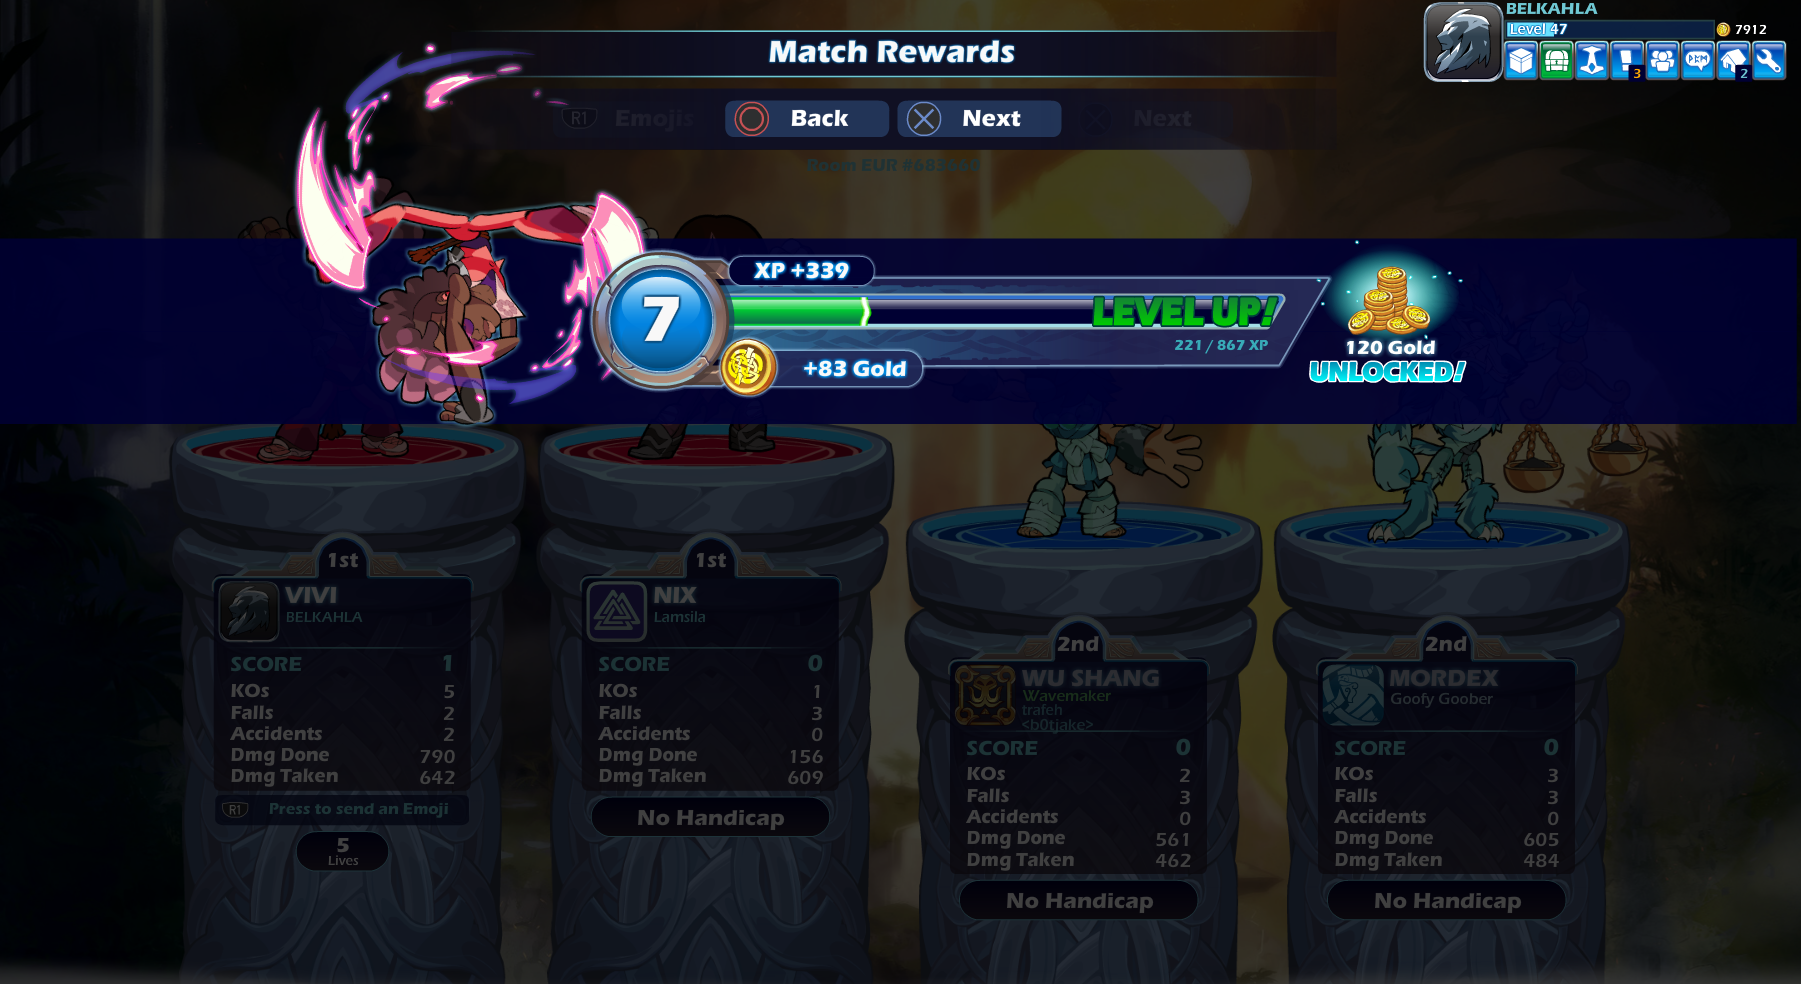 BELKAHLA
Level 47
7912
3
2
Match Rewards
R1 Emojis
Back
Next
Next
Room EUR
XP +339
7
LEVEL UP!
221 / 867 XP
+83 Gold
120 Gold
UNLOCKED!
1st
VIVI
BELKAHLA
SCORE 1
KOs 5
Falls 2
Accidents 2
Dmg Done 790
Dmg Taken 642
R1 Press to send an Emoji
5
Lives
1st
NIX
Lamsila
SCORE 0
KOs 1
Falls 3
Accidents 0
Dmg Done 156
Dmg Taken 609
No Handicap
2nd
WU SHANG
Wavemaker
trafeh
<b0tjake>
SCORE 0
KOs 2
Falls 3
Accidents 0
Dmg Done 561
Dmg Taken 462
No Handicap
2nd
MORDEX
Goofy Goober
SCORE 0
KOs 3
Falls 3
Accidents 0
Dmg Done 605
Dmg Taken 484
No Handicap